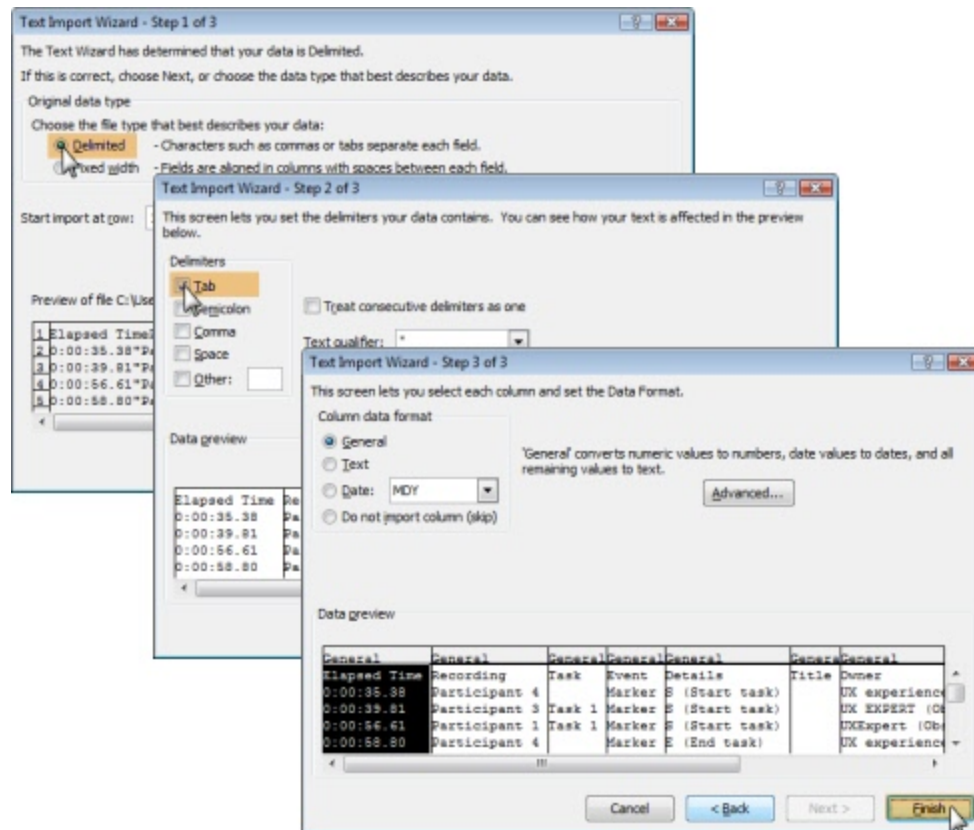 Text Import Wizard - Step 1 of 3
The Text Wizard has determined that your data is Delimited.
If this is correct, choose Next, or choose the data type that best describes your data.
Original data type
Choose the file type that best describes your data:
Delimited - Characters such as commas or tabs separate each field.
Fixed width - Fields are aligned in columns with spaces between each field.
Start import at row:
Preview of file C:\Use
1 Elapsed Time
2 0:00:35.38"Pa
3 0:00:39.81"Pa
4 0:00:56.61"Pa
5 0:00:58.80"Pa
Text Import Wizard - Step 2 of 3
This screen lets you set the delimiters your data contains. You can see how your text is affected in the preview
below.
Delimiters
Tab
Semicolon
Comma
Space
Other:
Treat consecutive delimiters as one
Text qualifier: "
Data preview
Elapsed Time Re
0:00:35.38 Pa
0:00:39.81 Pa
0:00:56.61 Pa
0:00:58.80 Pa
Text Import Wizard - Step 3 of 3
This screen lets you select each column and set the Data Format.
Column data format
General
Text
Date: MDY
Do not import column (skip)
'General' converts numeric values to numbers, date values to dates, and all
remaining values to text.
Advanced...
Data preview
General General General General General Genera General
Elapsed Time Recording Task Event Details Title Owner
0:00:35.38 Participant 4 Marker S (Start task) UX experience
0:00:39.81 Participant 3 Task 1 Marker S (Start task) UX EXPERT (Ob
0:00:56.61 Participant 1 Task 1 Marker S (Start task) UXExpert (Obs
0:00:58.80 Participant 4 Marker E (End task) UX experience
Cancel < Back Next > Finish